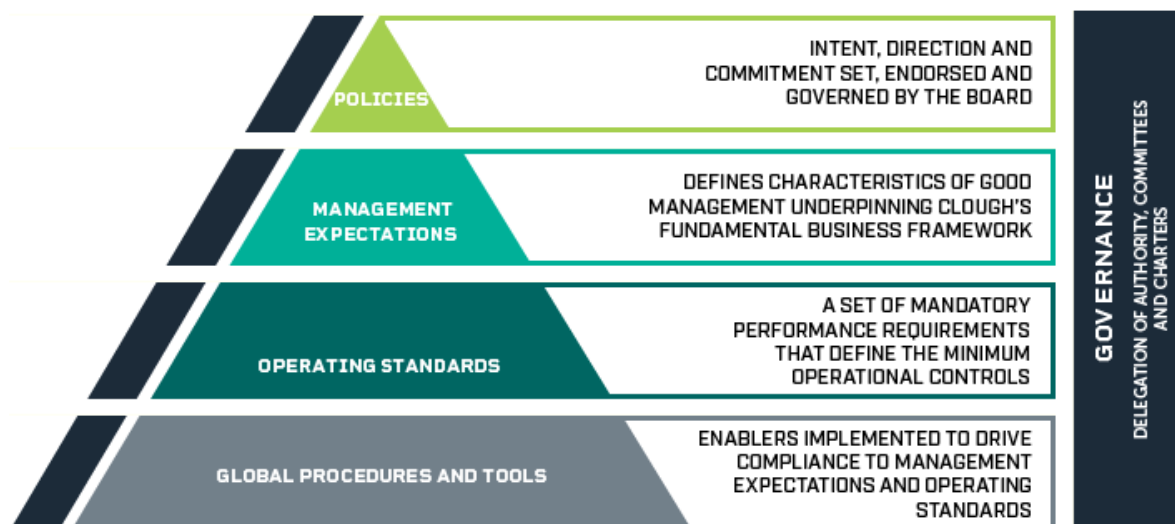 POLICIES
INTENT, DIRECTION AND
COMMITMENT SET, ENDORSED AND
GOVERNED BY THE BOARD
MANAGEMENT
EXPECTATIONS
DEFINES CHARACTERISTICS OF GOOD
MANAGEMENT UNDERPINNING CLOUGH'S
FUNDAMENTAL BUSINESS FRAMEWORK
OPERATING STANDARDS
A SET OF MANDATORY
PERFORMANCE REQUIREMENTS
THAT DEFINE THE MINIMUM
OPERATIONAL CONTROLS
GLOBAL PROCEDURES AND TOOLS
ENABLERS IMPLEMENTED TO DRIVE
COMPLIANCE TO MANAGEMENT
EXPECTATIONS AND OPERATING
STANDARDS
GOVERNANCE
DELEGATION OF AUTHORITY, COMMITTEES
AND CHARTERS